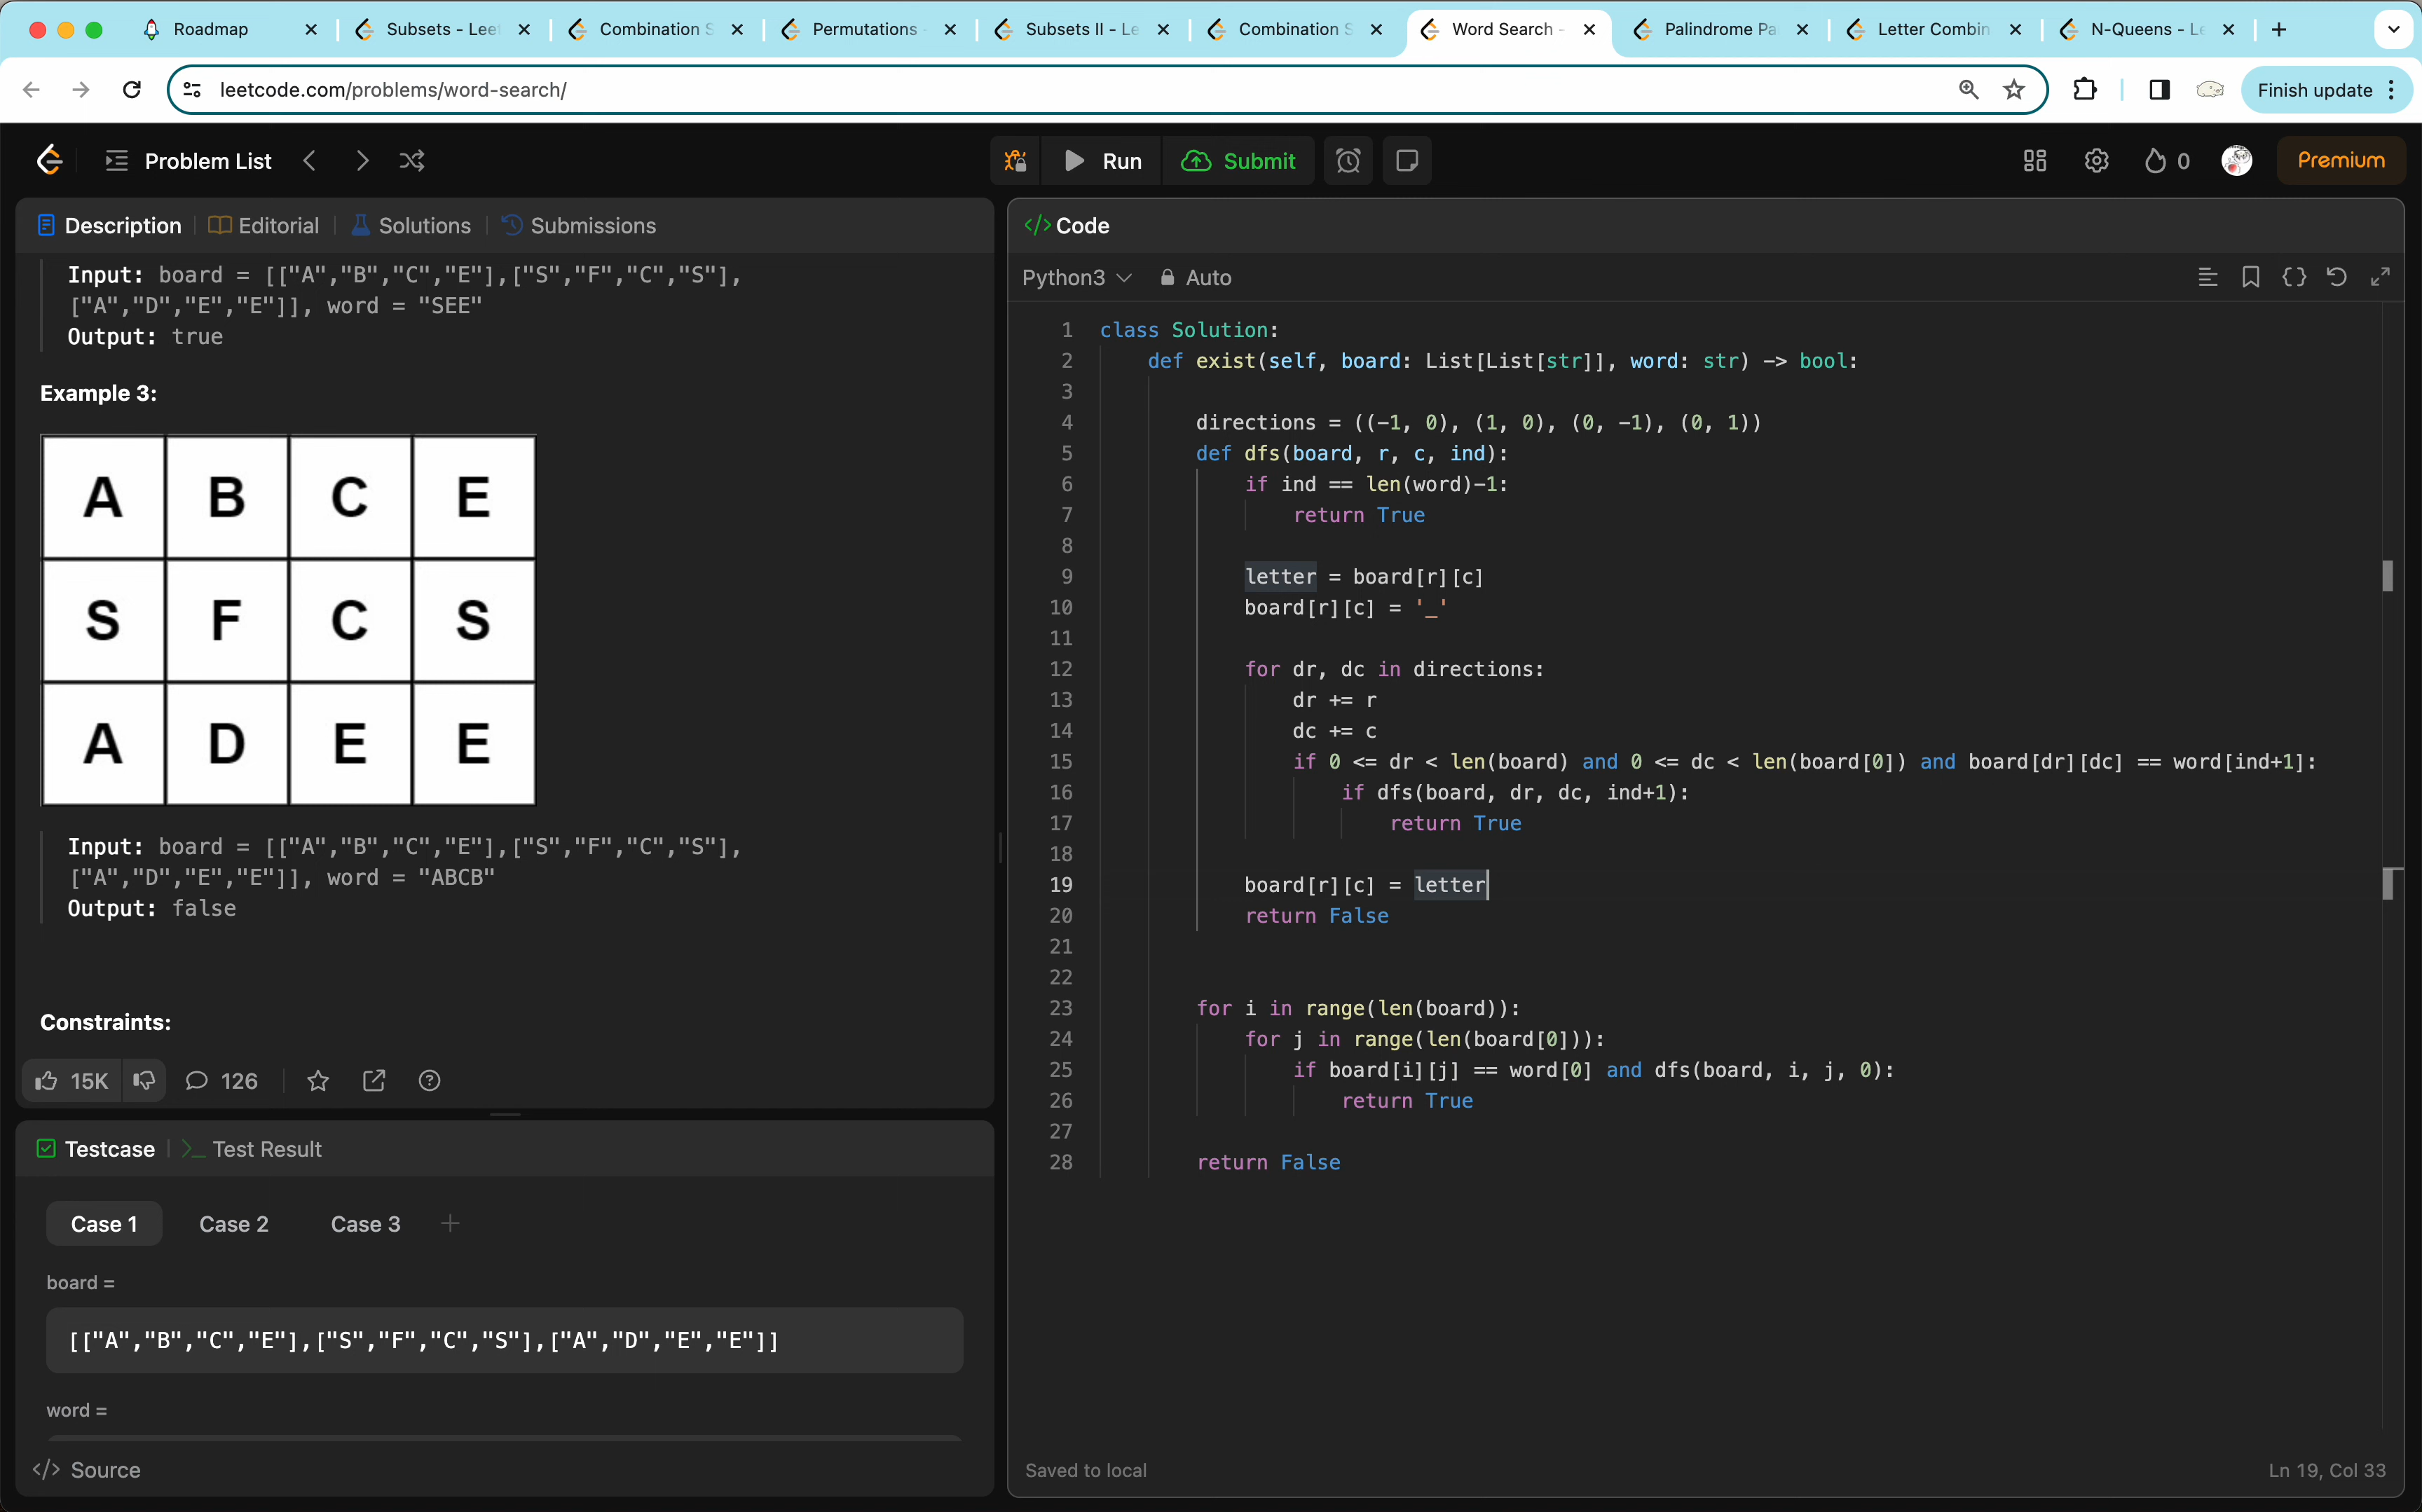 Roadmap
Subsets - Lee
Combination S
Permutations -
Subsets II - Le
Combination S
Word Search -
Palindrome Pa
Letter Combin
N-Queens - Le
leetcode.com/problems/word-search/
Finish update
Problem List
Run
Submit
0
Premium
Description
Editorial
Solutions
Submissions
Input: board = [["A","B","C","E"],["S","F","C","S"],
["A","D","E","E"]], word = "SEE"
Output: true
Example 3:
A B C E
S F C S
A D E E
Input: board = [["A","B","C","E"],["S","F","C","S"],
["A","D","E","E"]], word = "ABCB"
Output: false
Constraints:
15K
126
Testcase
Test Result
Case 1
Case 2
Case 3
board =
[["A","B","C","E"],["S","F","C","S"],["A","D","E","E"]]
word =
Source
Code
Python3
Auto
1 class Solution:
2 def exist(self, board: List[List[str]], word: str) -> bool:
3
4 directions = ((-1, 0), (1, 0), (0, -1), (0, 1))
5 def dfs(board, r, c, ind):
6 if ind == len(word)-1:
7 return True
8
9 letter = board[r][c]
10 board[r][c] = '_'
11
12 for dr, dc in directions:
13 dr += r
14 dc += c
15 if 0 <= dr < len(board) and 0 <= dc < len(board[0]) and board[dr][dc] == word[ind+1]:
16 if dfs(board, dr, dc, ind+1):
17 return True
18
19 board[r][c] = letter
20 return False
21
22
23 for i in range(len(board)):
24 for j in range(len(board[0])):
25 if board[i][j] == word[0] and dfs(board, i, j, 0):
26 return True
27
28 return False
Saved to local
Ln 19, Col 33